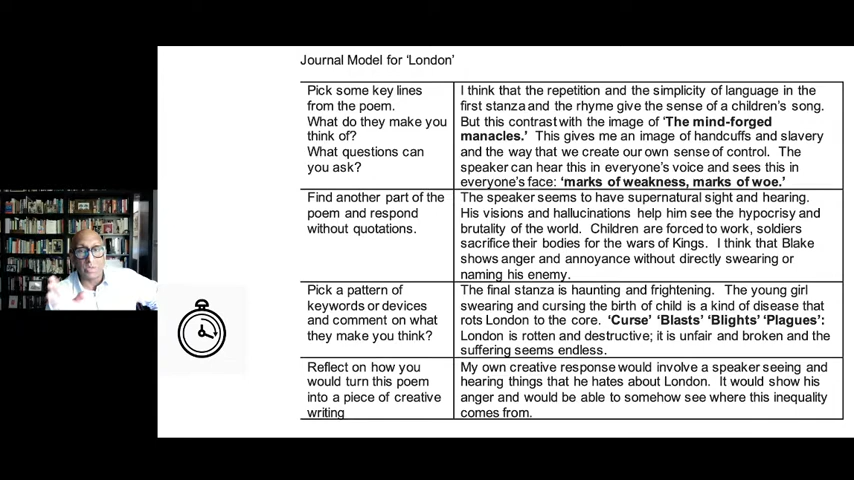 Journal Model for 'London'
Pick some key lines
from the poem.
What do they make you
think of?
What questions can
you ask?
I think that the repetition and the simplicity of language in the
first stanza and the rhyme give the sense of a children's song.
But this contrast with the image of 'The mind-forged
manacles.' This gives me an image of handcuffs and slavery
and the way that we create our own sense of control. The
speaker can hear this in everyone's voice and sees this in
everyone's face: 'marks of weakness, marks of woe.'
Find another part of the
poem and respond
without quotations.
The speaker seems to have supernatural sight and hearing.
His visions and hallucinations help him see the hypocrisy and
brutality of the world. Children are forced to work, soldiers
sacrifice their bodies for the wars of Kings. I think that Blake
shows anger and annoyance without directly swearing or
naming his enemy.
Pick a pattern of
keywords or devices
and comment on what
they make you think?
The final stanza is haunting and frightening. The young girl
swearing and cursing the birth of child is a kind of disease that
rots London to the core. 'Curse' 'Blasts' 'Blights' 'Plagues':
London is rotten and destructive; it is unfair and broken and the
suffering seems endless.
Reflect on how you
would turn this poem
into a piece of creative
writing
My own creative response would involve a speaker seeing and
hearing things that he hates about London. It would show his
anger and would be able to somehow see where this inequality
comes from.